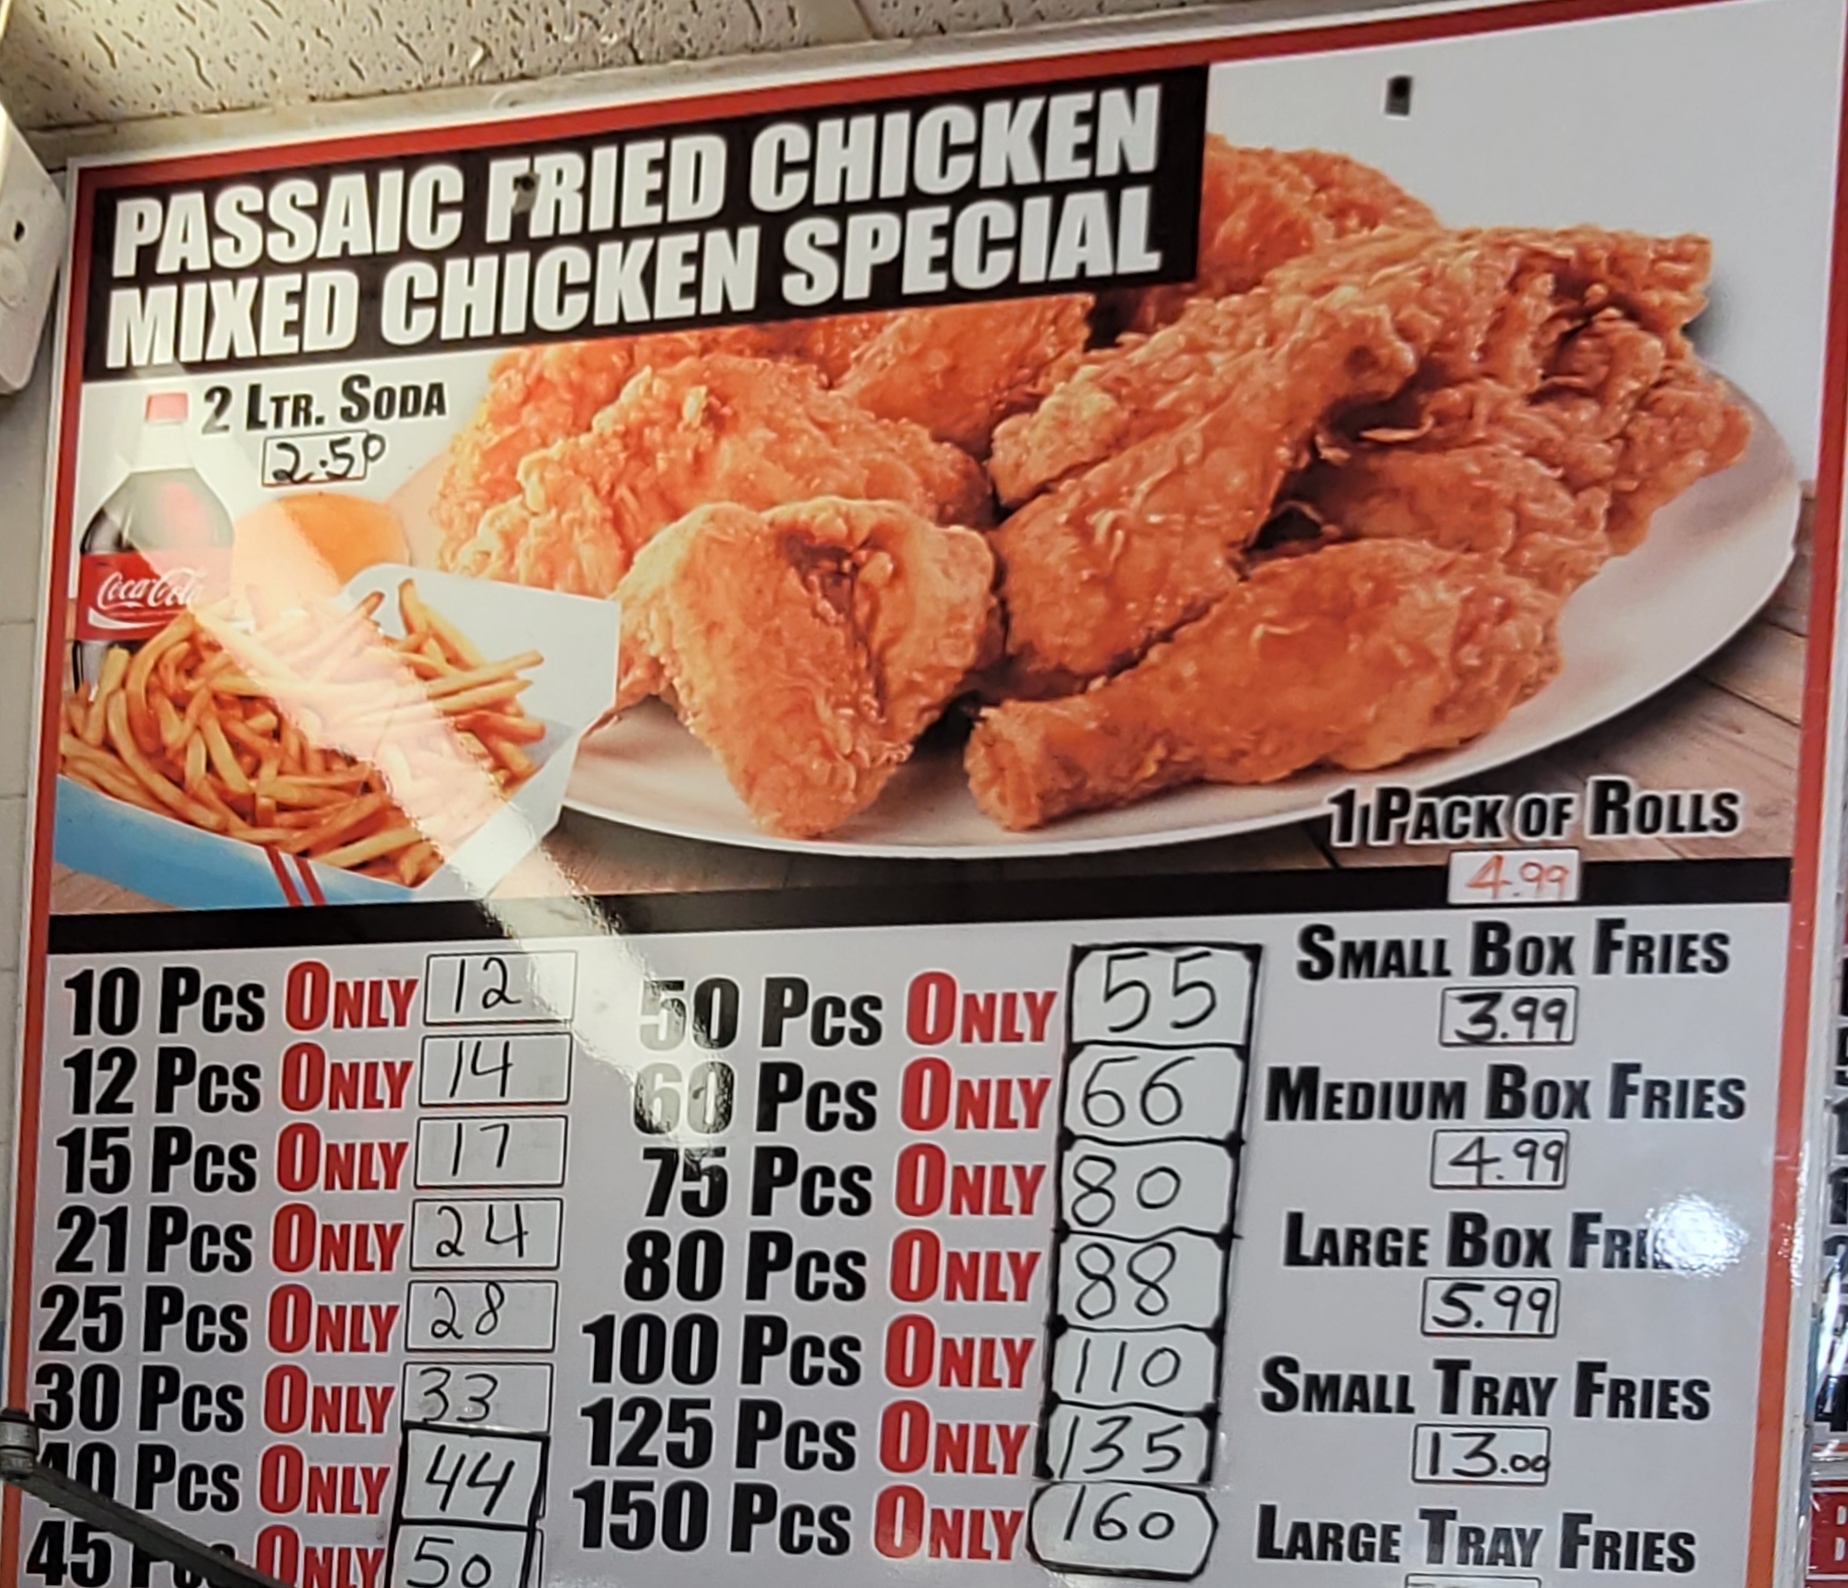 PASSAIC FRIED CHICKEN
MIXED CHICKEN SPECIAL
2 LTR. SODA
2.50
Coca-Cola
1 PACK OF ROLLS
4.99
10 PCS ONLY 12
12 PCS ONLY 14
15 PCS ONLY 17
21 PCS ONLY 24
25 PCS ONLY 28
30 PCS ONLY 33
40 PCS ONLY 44
45 PCS ONLY 50
50 PCS ONLY 55
60 PCS ONLY 66
75 PCS ONLY 80
80 PCS ONLY 88
100 PCS ONLY 110
125 PCS ONLY 135
150 PCS ONLY 160
SMALL BOX FRIES
3.99
MEDIUM BOX FRIES
4.99
LARGE BOX FRIES
5.99
SMALL TRAY FRIES
13.00
LARGE TRAY FRIES